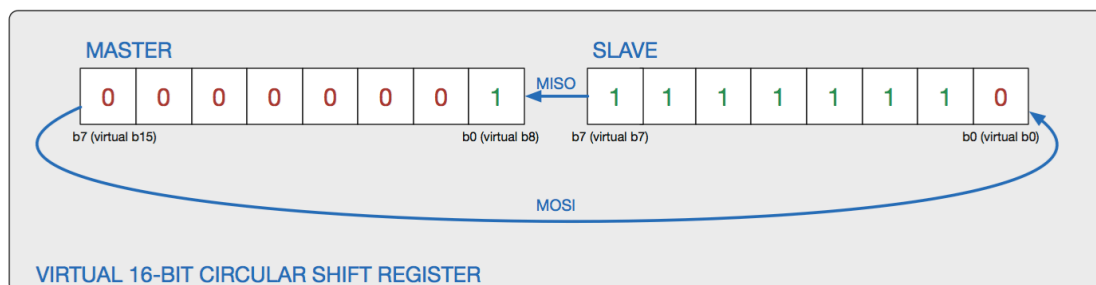 MASTER SLAVE
0 0 0 0 0 0 0 1 MISO 1 1 1 1 1 1 1 0
b7 (virtual b15) b0 (virtual b8) b7 (virtual b7) b0 (virtual b0)
MOSI
VIRTUAL 16-BIT CIRCULAR SHIFT REGISTER